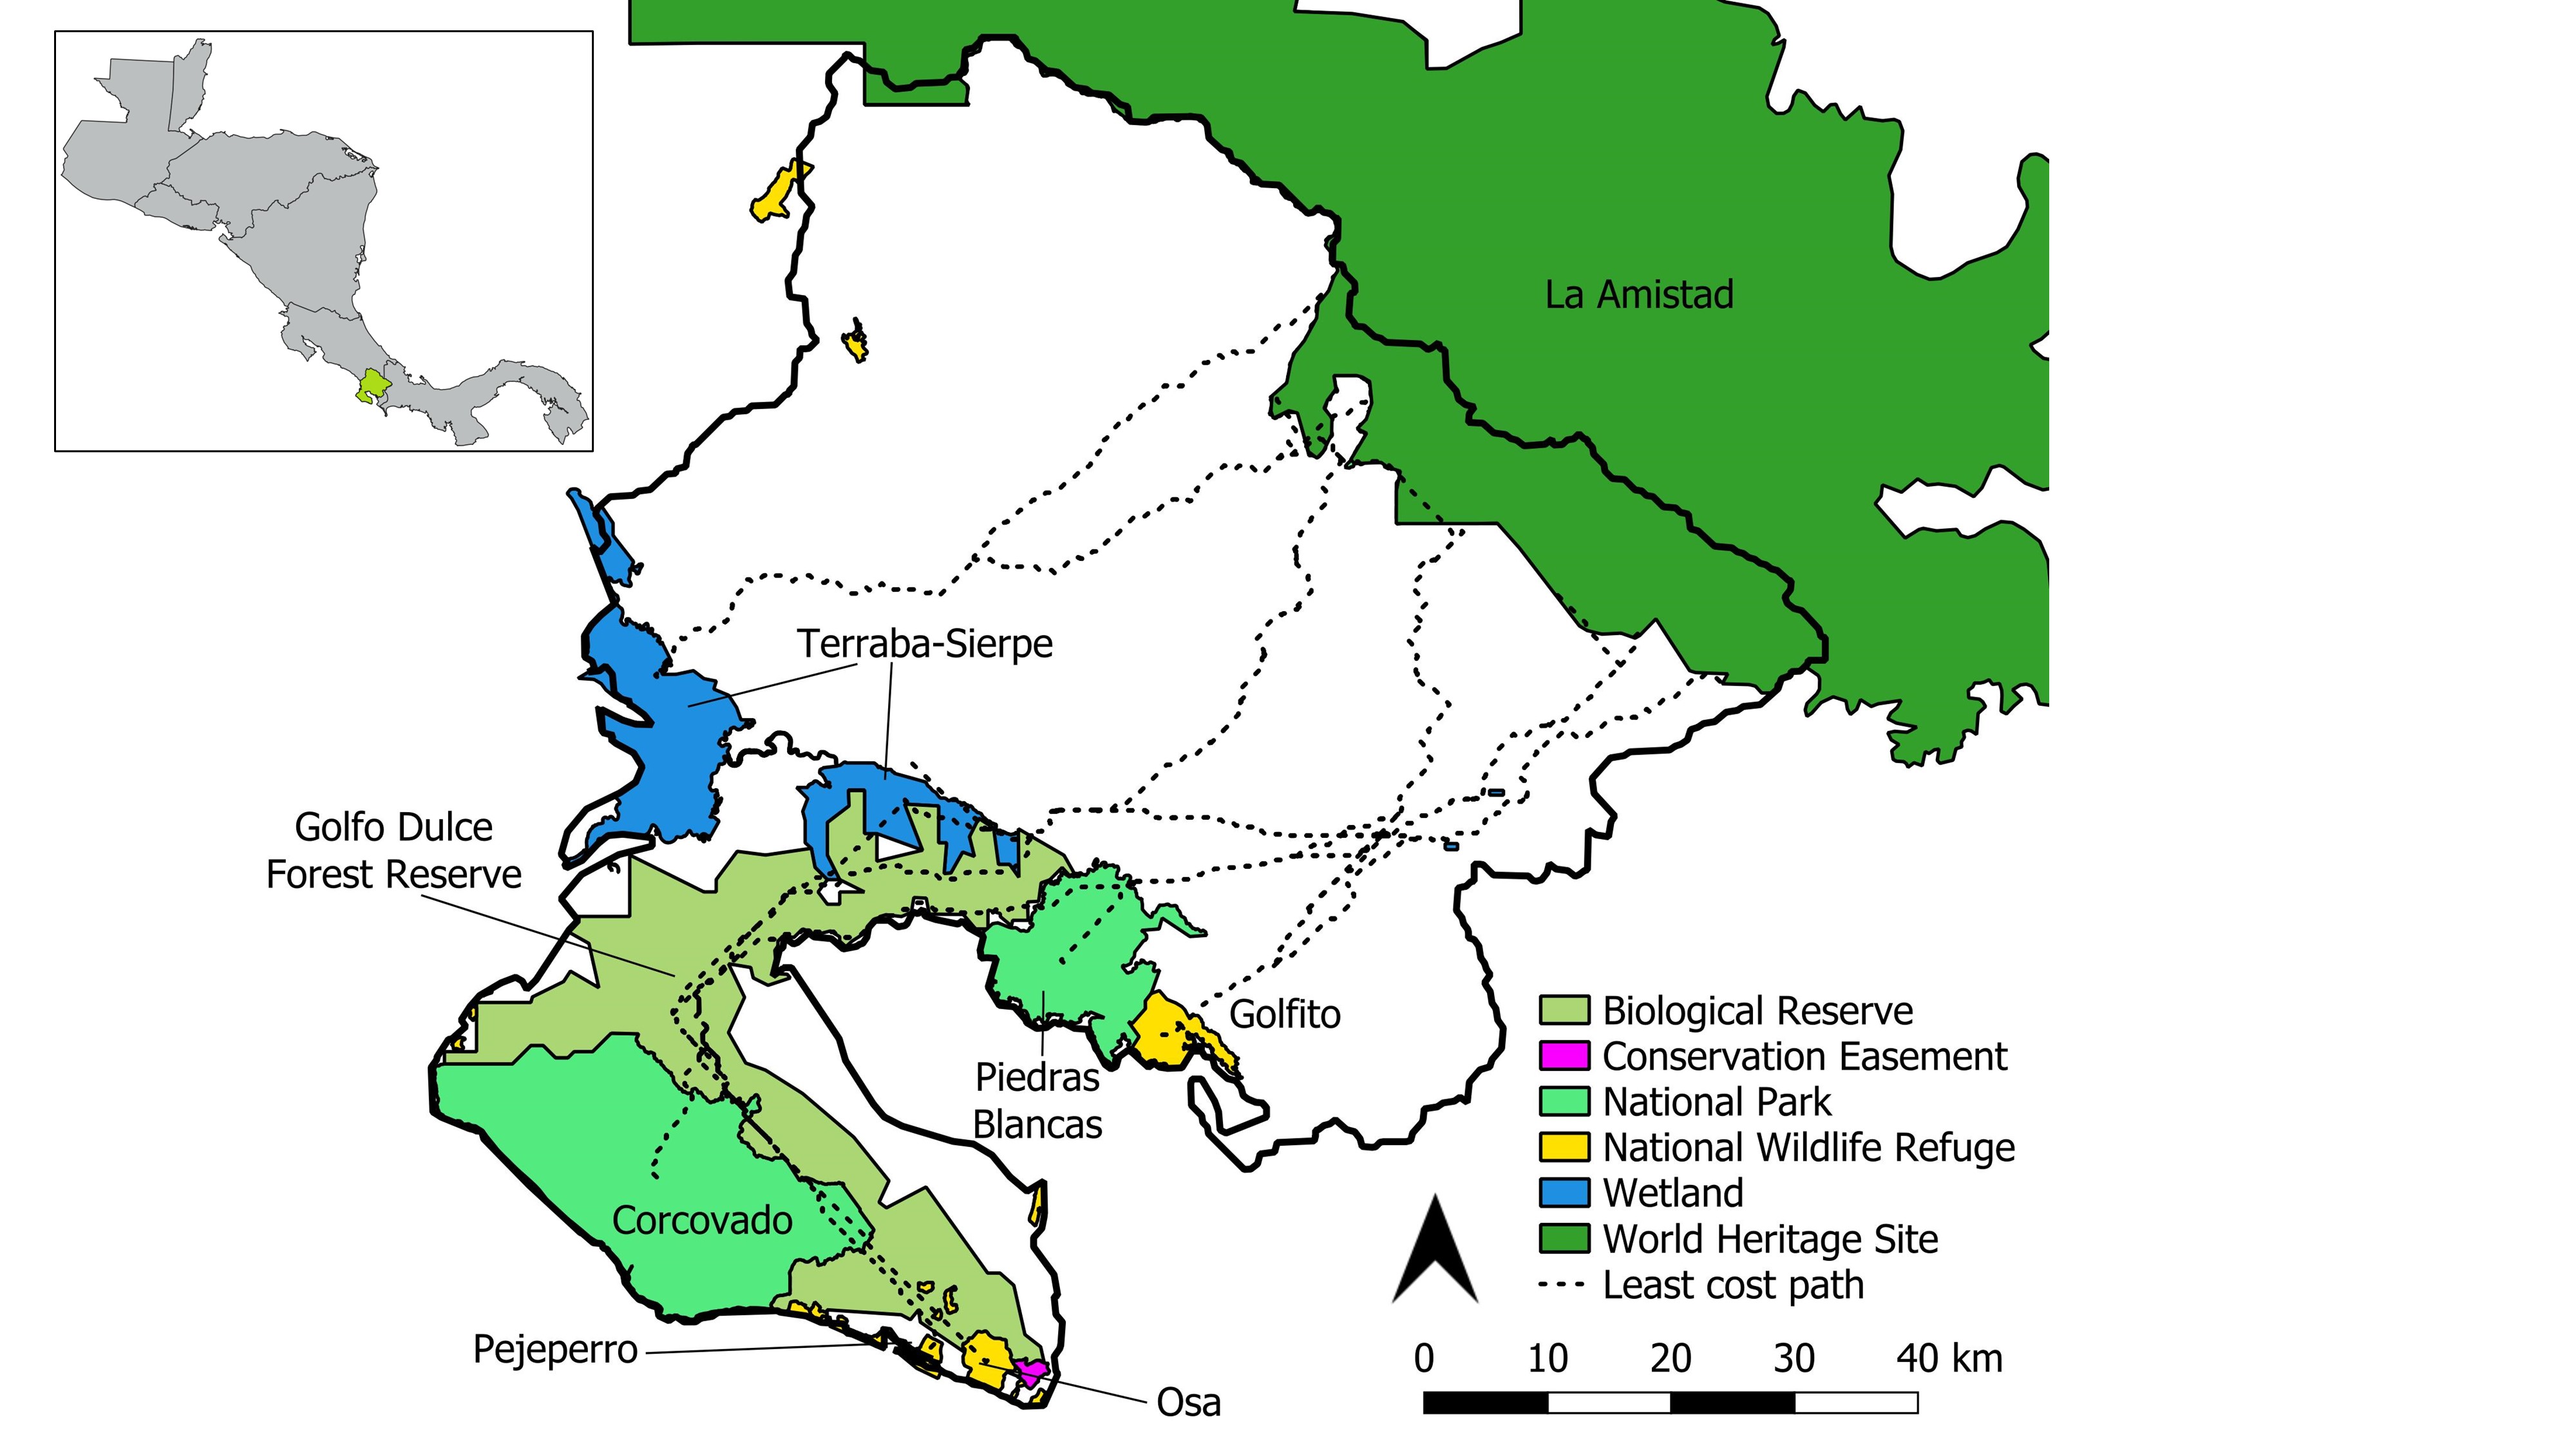 La Amistad
Terraba-Sierpe
Golfo Dulce
Forest Reserve
Golfito
Piedras
Blancas
Corcovado
Pejeperro
Osa
Biological Reserve
Conservation Easement
National Park
National Wildlife Refuge
Wetland
World Heritage Site
Least cost path
0 10 20 30 40 km